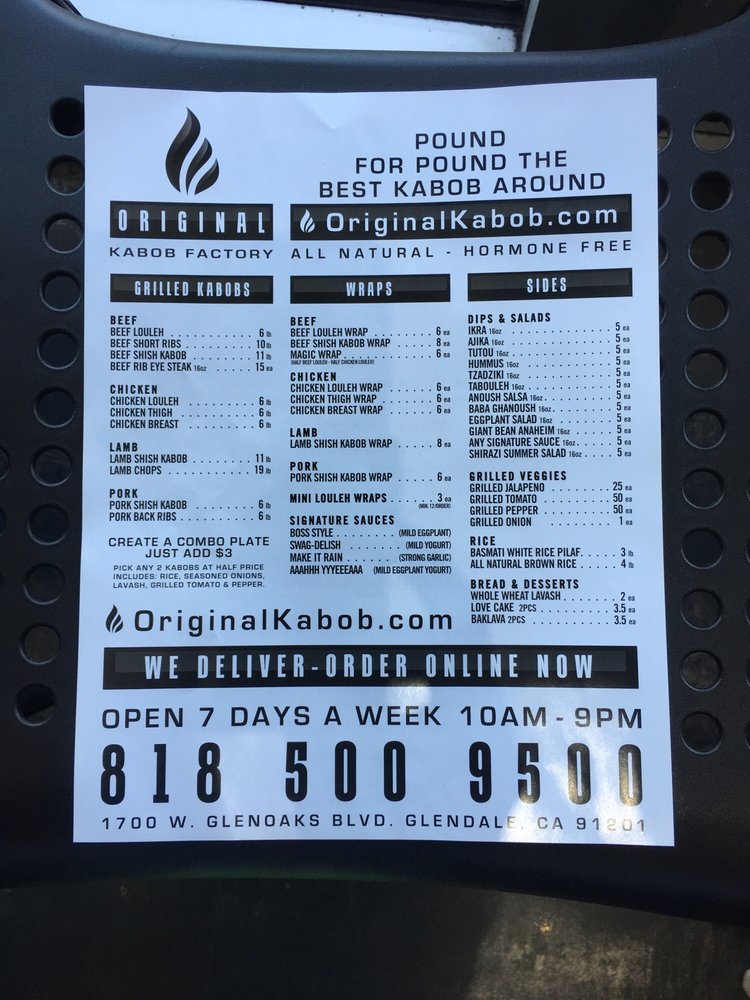 ORIGINAL
KABOB FACTORY
POUND
FOR POUND THE
BEST KABOB AROUND
OriginalKabob.com
ALL NATURAL - HORMONE FREE
GRILLED KABOBS
BEEF
BEEF LOULEH . . . . . . . . . . . . . 6 lb
BEEF SHORT RIBS . . . . . . . . . . 10 lb
BEEF SHISH KABOB . . . . . . . . . 11 lb
BEEF RIB EYE STEAK 16oz . . . . . . 15 ea
CHICKEN
CHICKEN LOULEH . . . . . . . . . . 6 lb
CHICKEN THIGH . . . . . . . . . . . 6 lb
CHICKEN BREAST . . . . . . . . . . 6 lb
LAMB
LAMB SHISH KABOB . . . . . . . . . 11 lb
LAMB CHOPS . . . . . . . . . . . . . 19 lb
PORK
PORK SHISH KABOB . . . . . . . . . 6 lb
PORK BACK RIBS . . . . . . . . . . . 6 lb
CREATE A COMBO PLATE
JUST ADD $3
PICK ANY 2 KABOBS AT HALF PRICE
INCLUDES: RICE, SEASONED ONIONS,
LAVASH, GRILLED TOMATO & PEPPER.
WRAPS
BEEF
BEEF LOULEH WRAP . . . . . . . . . 6 ea
BEEF SHISH KABOB WRAP . . . . . . 8 ea
MAGIC WRAP . . . . . . . . . . . . . 6 ea
(HALF BEEF LOULEH - HALF CHICKEN LOULEH)
CHICKEN
CHICKEN LOULEH WRAP . . . . . . . 6 ea
CHICKEN THIGH WRAP . . . . . . . . 6 ea
CHICKEN BREAST WRAP . . . . . . . 6 ea
LAMB
LAMB SHISH KABOB WRAP . . . . . . 8 ea
PORK
PORK SHISH KABOB WRAP . . . . . . 6 ea
MINI LOULEH WRAPS . . . . . . . . 3 ea
(MIN. 12/ORDER)
SIGNATURE SAUCES
BOSS STYLE . . . . . . . . . . (MILD EGGPLANT)
SWAG-DELISH . . . . . . . . . (MILD YOGURT)
MAKE IT RAIN . . . . . . . . . (STRONG GARLIC)
AAAHHH YYYEEEAAA (MILD EGGPLANT YOGURT)
SIDES
DIPS & SALADS
IKRA 16oz . . . . . . . . . . . . . . . 5 ea
AJIKA 16oz . . . . . . . . . . . . . . 5 ea
TUTOU 16oz . . . . . . . . . . . . . . 5 ea
HUMMUS 16oz . . . . . . . . . . . . . 5 ea
TZADZIKI 16oz . . . . . . . . . . . . 5 ea
TABOULEH 16oz . . . . . . . . . . . . 5 ea
ANOUSH SALSA 16oz . . . . . . . . . . 5 ea
BABA GHANOUSH 16oz . . . . . . . . . 5 ea
EGGPLANT SALAD 16oz . . . . . . . . . 5 ea
GIANT BEAN ANAHEIM 16oz . . . . . . . 5 ea
ANY SIGNATURE SAUCE 16oz . . . . . . 5 ea
SHIRAZI SUMMER SALAD 16oz . . . . . . 5 ea
GRILLED VEGGIES
GRILLED JALAPENO . . . . . . . . . . 25 ea
GRILLED TOMATO . . . . . . . . . . . 50 ea
GRILLED PEPPER . . . . . . . . . . . 50 ea
GRILLED ONION . . . . . . . . . . . . 1 ea
RICE
BASMATI WHITE RICE PILAF. . . . . . . 3 lb
ALL NATURAL BROWN RICE . . . . . . . 4 lb
BREAD & DESSERTS
WHOLE WHEAT LAVASH . . . . . . . . . 2 ea
LOVE CAKE 2PCS . . . . . . . . . . . 3.5 ea
BAKLAVA 2PCS . . . . . . . . . . . . 3.5 ea
OriginalKabob.com
WE DELIVER-ORDER ONLINE NOW
OPEN 7 DAYS A WEEK 10AM - 9PM
818 500 9500
1700 W. GLENOAKS BLVD. GLENDALE, CA 91201